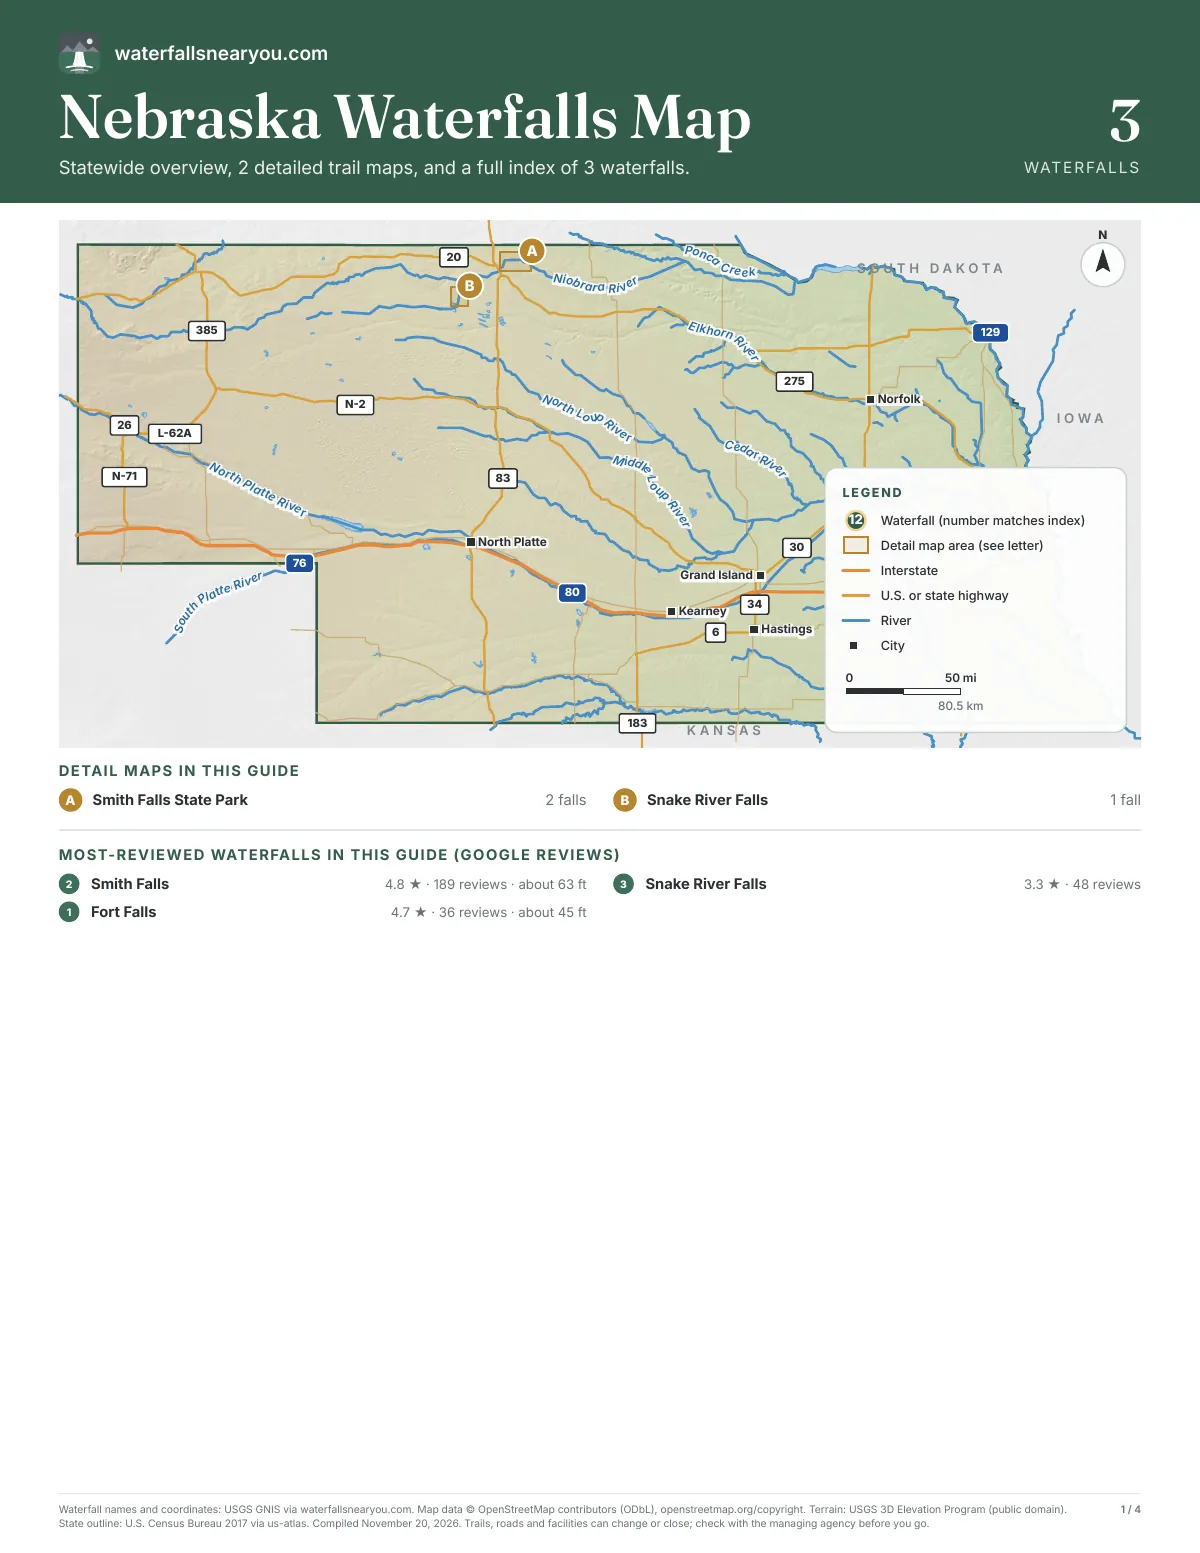 waterfallsnearyou.com
Nebraska Waterfalls Map
Statewide overview, 2 detailed trail maps, and a full index of 3 waterfalls.
3
WATERFALLS
N
SOUTH DAKOTA
A
20
Ponca Creek
B
Niobrara River
385
Elkhorn River
129
275
N-2
Norfolk
IOWA
26
L-62A
North Loup River
Cedar River
N-71
North Platte River
83
Middle Loup River
North Platte
30
76
Grand Island
South Platte River
80
34
Kearney
6
Hastings
183
KANSAS
LEGEND
12
Waterfall (number matches index)
Detail map area (see letter)
Interstate
U.S. or state highway
River
City
0 50 mi
80.5 km
DETAIL MAPS IN THIS GUIDE
A Smith Falls State Park 2 falls
B Snake River Falls 1 fall
MOST-REVIEWED WATERFALLS IN THIS GUIDE (GOOGLE REVIEWS)
2 Smith Falls 4.8 ★ · 189 reviews · about 63 ft
3 Snake River Falls 3.3 ★ · 48 reviews
1 Fort Falls 4.7 ★ · 36 reviews · about 45 ft
Waterfall names and coordinates: USGS GNIS via waterfallsnearyou.com. Map data © OpenStreetMap contributors (ODbL), openstreetmap.org/copyright. Terrain: USGS 3D Elevation Program (public domain).
State outline: U.S. Census Bureau 2017 via us-atlas. Compiled November 20, 2026. Trails, roads and facilities can change or close; check with the managing agency before you go.
1 / 4